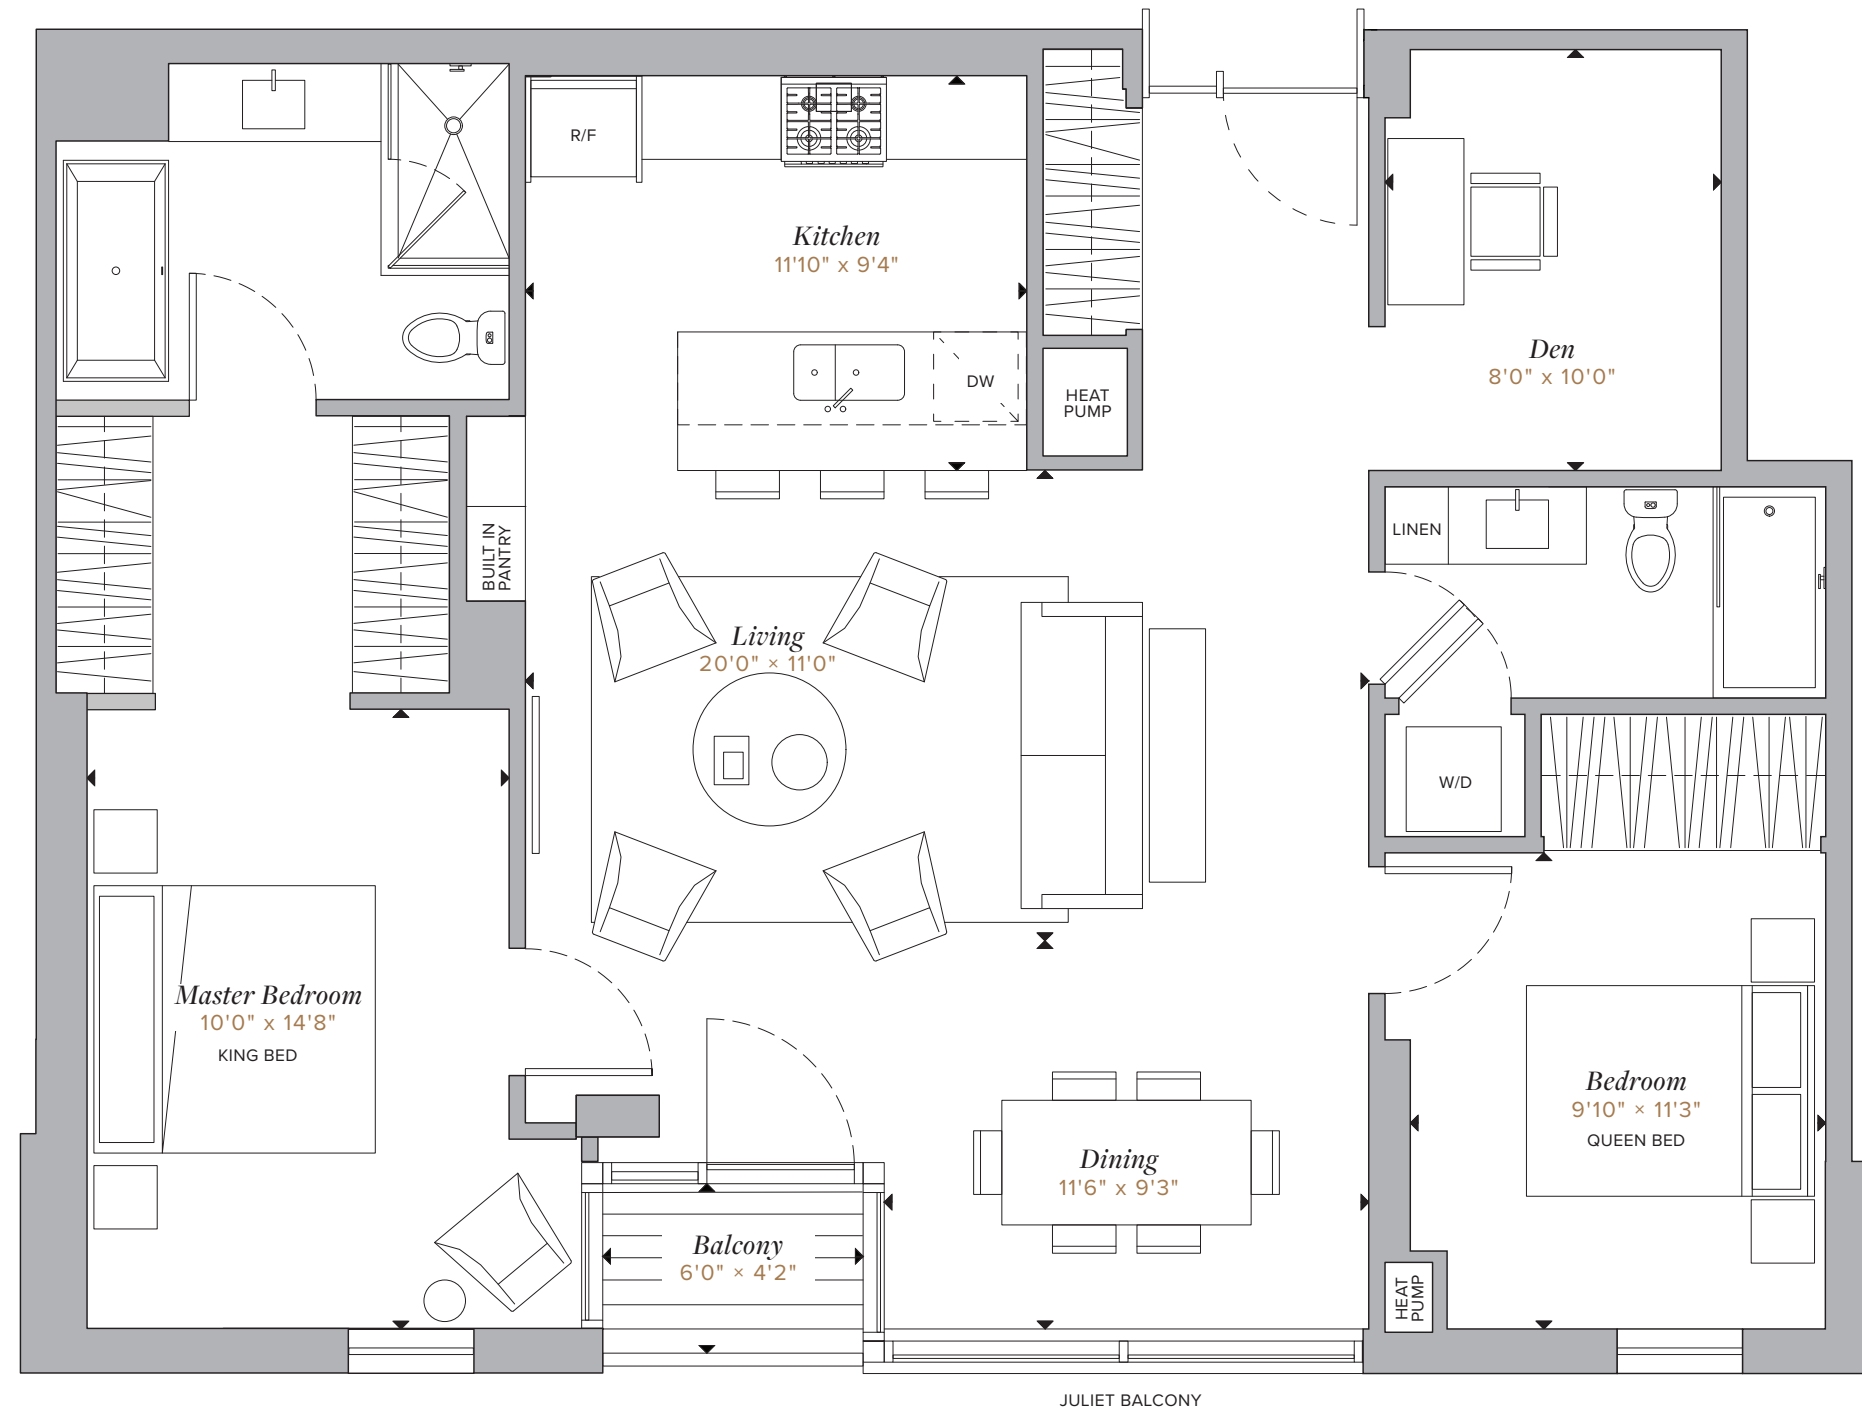 R/F
Kitchen
11'10" x 9'4"
DW
HEAT
PUMP
Den
8'0" x 10'0"
BUILT IN
PANTRY
LINEN
Living
20'0" × 11'0"
W/D
Master Bedroom
10'0" x 14'8"
KING BED
Bedroom
9'10" × 11'3"
QUEEN BED
Dining
11'6" x 9'3"
Balcony
6'0" × 4'2"
HEAT
PUMP
JULIET BALCONY